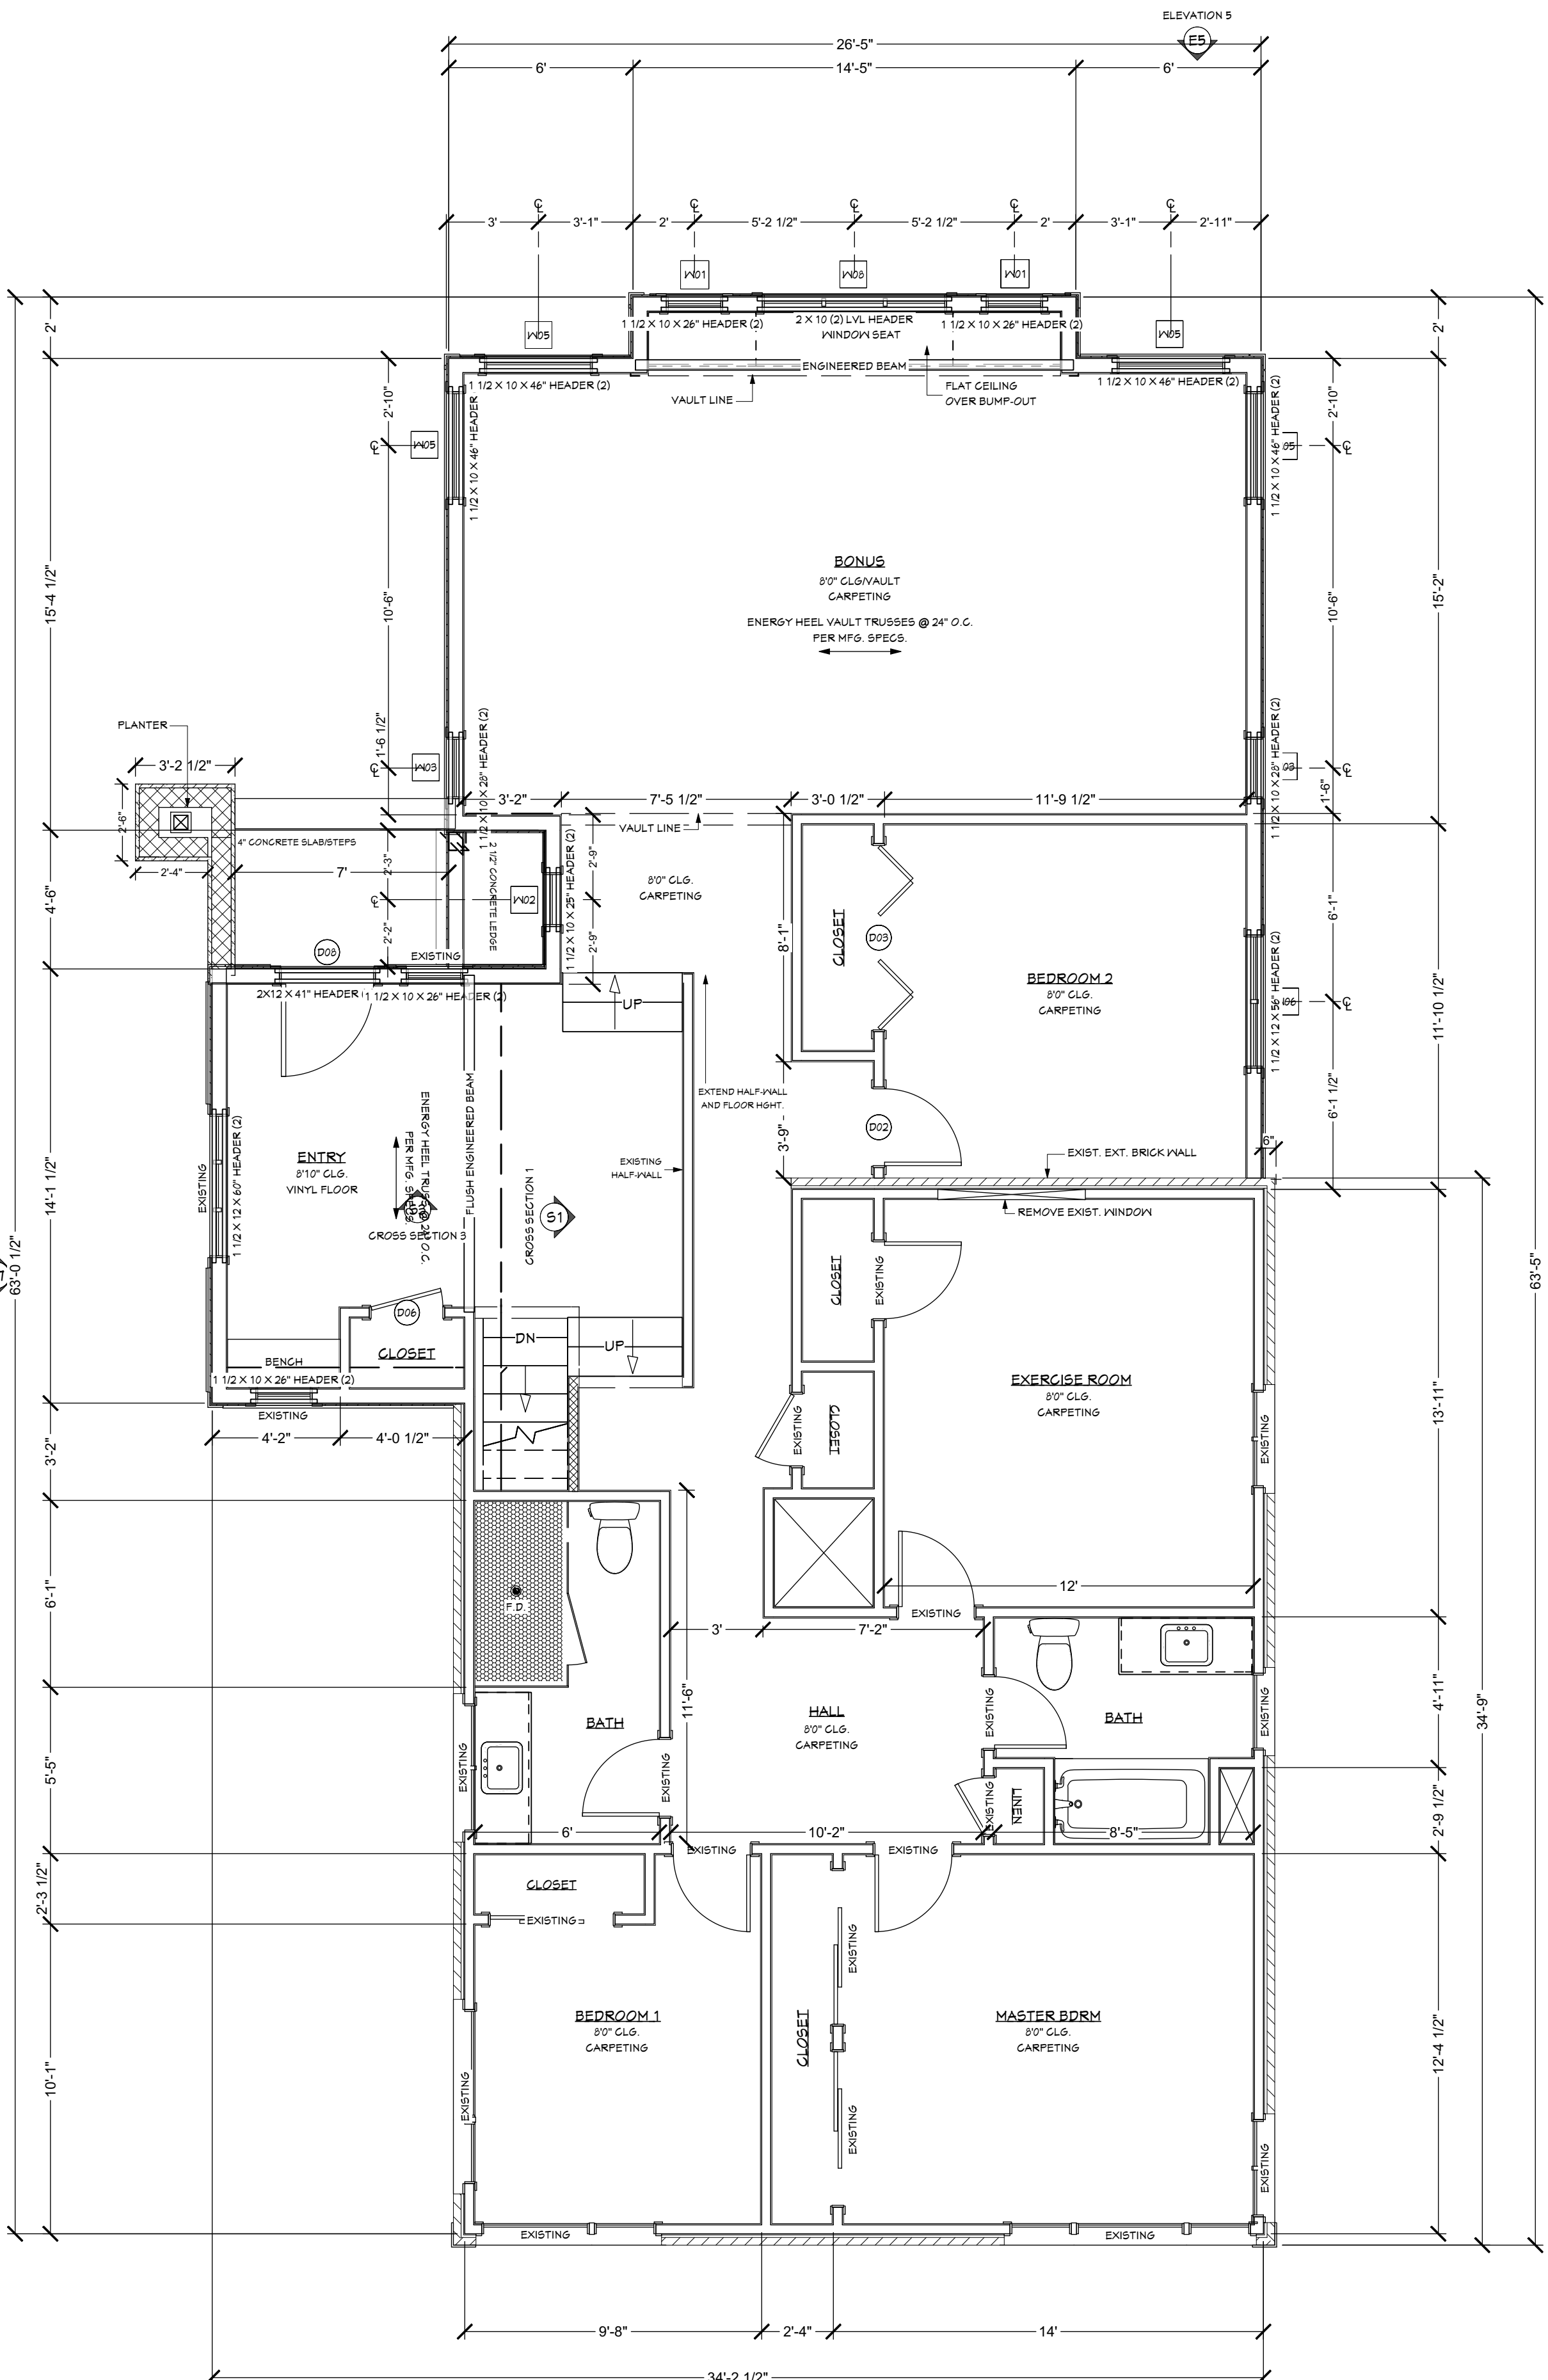 ELEVATION 5
E5
26'-5"
6'
14'-5"
6'
3'
3'-1"
2'
5'-2 1/2"
5'-2 1/2"
2'
3'-1"
2'-11"
W01
W08
W01
W05
W05
1 1/2 X 10 X 26" HEADER (2)
2 X 10 (2) LVL HEADER
1 1/2 X 10 X 26" HEADER (2)
WINDOW SEAT
ENGINEERED BEAM
1 1/2 X 10 X 46" HEADER (2)
1 1/2 X 10 X 46" HEADER (2)
VAULT LINE
FLAT CEILING
OVER BUMP-OUT
2'
2'
2'-10"
2'-10"
W05
1 1/2 X 10 X 46" HEADER
1 1/2 X 10 X 46" HEADER (2)
05
15'-4 1/2"
10'-6"
BONUS
8'0" CLG/VAULT
CARPETING
ENERGY HEEL VAULT TRUSSES @ 24" O.C.
PER MFG. SPECS.
10'-6"
15'-2"
PLANTER
3'-2 1/2"
1'-6 1/2"
W03
1 1/2 X 10 X 28" HEADER (2)
1 1/2 X 10 X 28" HEADER (2)
03
1'-6"
3'-2"
7'-5 1/2"
3'-0 1/2"
11'-9 1/2"
VAULT LINE
2'-6"
4" CONCRETE SLAB/STEPS
2'-4"
7'
2'-3"
2'-2"
2 1/2" CONCRETE LEDGE
W02
1 1/2 X 10 X 25" HEADER (2)
2'-9"
2'-9"
8'0" CLG.
CARPETING
4'-6"
8'-1"
CLOSET
D03
BEDROOM 2
8'0" CLG.
CARPETING
1 1/2 X 12 X 56" HEADER (2)
06
6'-1"
11'-10 1/2"
6'-1 1/2"
D08
EXISTING
2X12 X 41" HEADER (
1 1/2 X 10 X 26" HEADER (2)
UP
EXTEND HALF-WALL
AND FLOOR HGHT.
3'-9"
D02
6"
EXIST. EXT. BRICK WALL
REMOVE EXIST. WINDOW
EXISTING
HALF-WALL
ENTRY
8'10" CLG.
VINYL FLOOR
ENERGY HEEL TRUSS @ 24" O.C.
PER MFG. SPECS.
FLUSH ENGINEERED BEAM
CROSS SECTION 3
CROSS SECTION 1
S1
EXISTING
1 1/2 X 12 X 60" HEADER (2)
14'-1 1/2"
63'-0 1/2"
63'-5"
CLOSET
EXISTING
D06
CLOSET
BENCH
1 1/2 X 10 X 26" HEADER (2)
EXISTING
DN
UP
4'-2"
4'-0 1/2"
3'-2"
EXISTING
CLOSET
EXERCISE ROOM
8'0" CLG.
CARPETING
EXISTING
13'-11"
12'
EXISTING
6'-1"
F.D.
3'
7'-2"
11'-6"
BATH
HALL
8'0" CLG.
CARPETING
EXISTING
BATH
EXISTING
4'-11"
34'-9"
EXISTING
EXISTING
5'-5"
EXISTING
LINEN
2'-9 1/2"
6'
10'-2"
8'-5"
EXISTING
EXISTING
CLOSET
EXISTING
2'-3 1/2"
BEDROOM 1
8'0" CLG.
CARPETING
CLOSET
EXISTING
EXISTING
MASTER BDRM
8'0" CLG.
CARPETING
12'-4 1/2"
10'-1"
EXISTING
EXISTING
EXISTING
EXISTING
9'-8"
2'-4"
14'
34'-2 1/2"